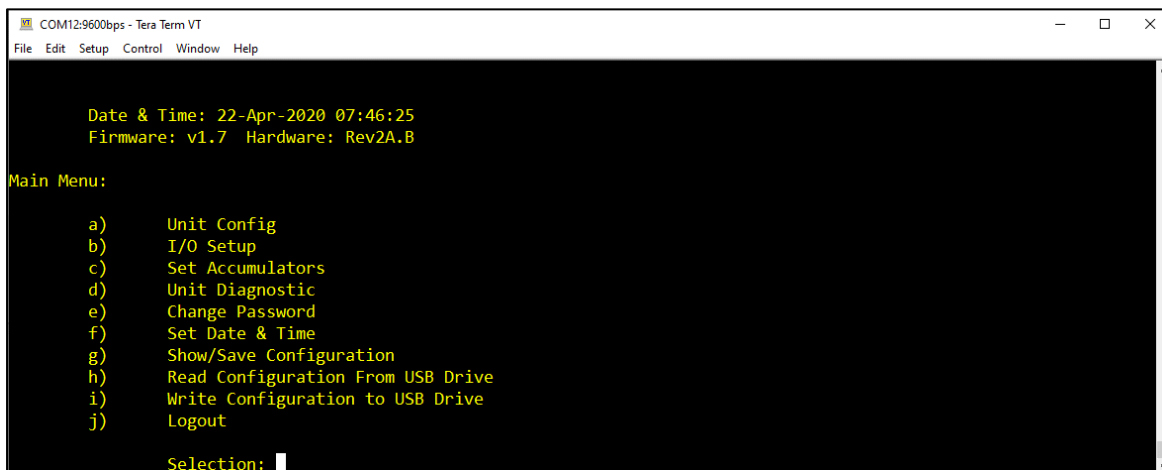 COM12:9600bps - Tera Term VT
File Edit Setup Control Window Help
Date & Time: 22-Apr-2020 07:46:25
Firmware: v1.7 Hardware: Rev2A.B
Main Menu:
a) Unit Config
b) I/O Setup
c) Set Accumulators
d) Unit Diagnostic
e) Change Password
f) Set Date & Time
g) Show/Save Configuration
h) Read Configuration From USB Drive
i) Write Configuration to USB Drive
j) Logout
Selection: